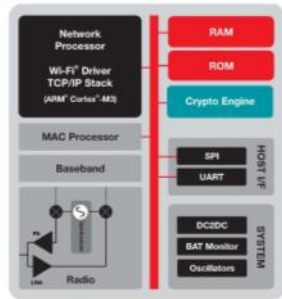 Network
Processor
Wi-Fi® Driver
TCP/IP Stack
(ARM® Cortex®-M3)
MAC Processor
Baseband
PA
LNA
Radio
RAM
ROM
Crypto Engine
HOST I/F
SPI
UART
SYSTEM
DC2DC
BAT Monitor
Oscillators